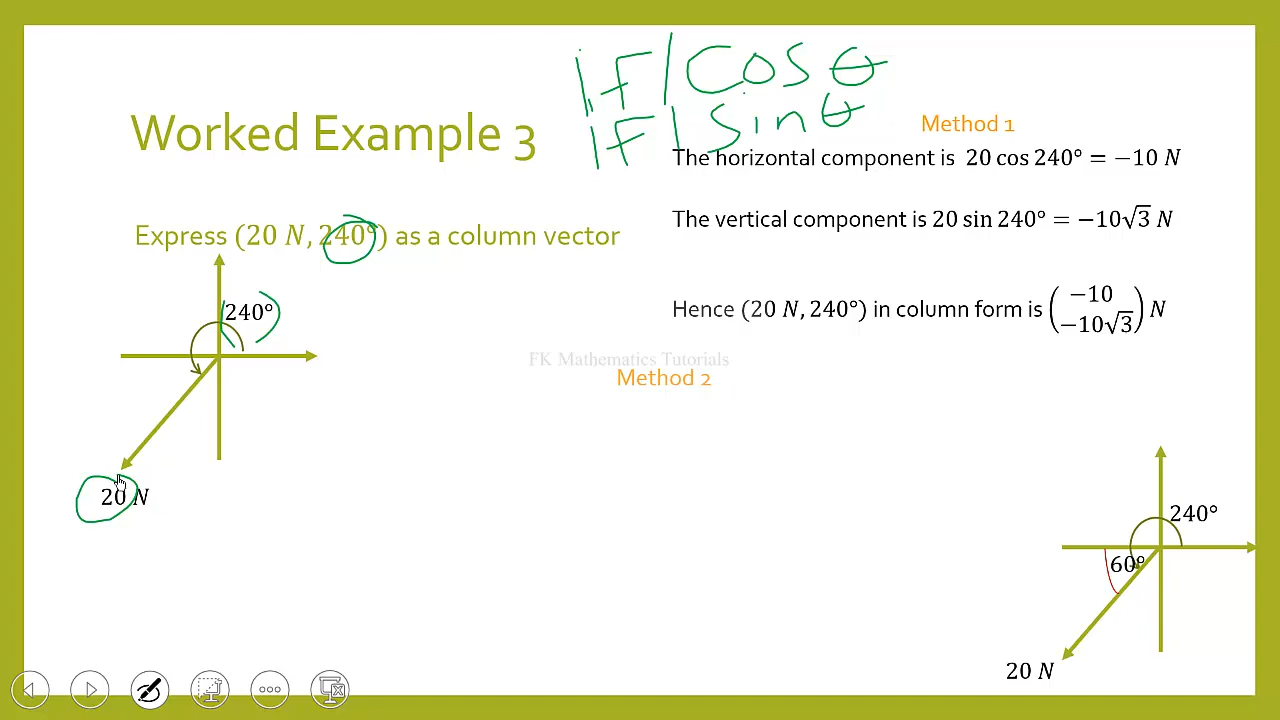 |F| Cos θ
|F| Sin θ
Worked Example 3
Express (20 N, 240°) as a column vector
240°
20 N
Method 1
The horizontal component is 20 cos 240° = −10 N
The vertical component is 20 sin 240° = −10√3 N
Hence (20 N, 240°) in column form is (−10
−10√3) N
FK Mathematics Tutorials
Method 2
240°
60°
20 N